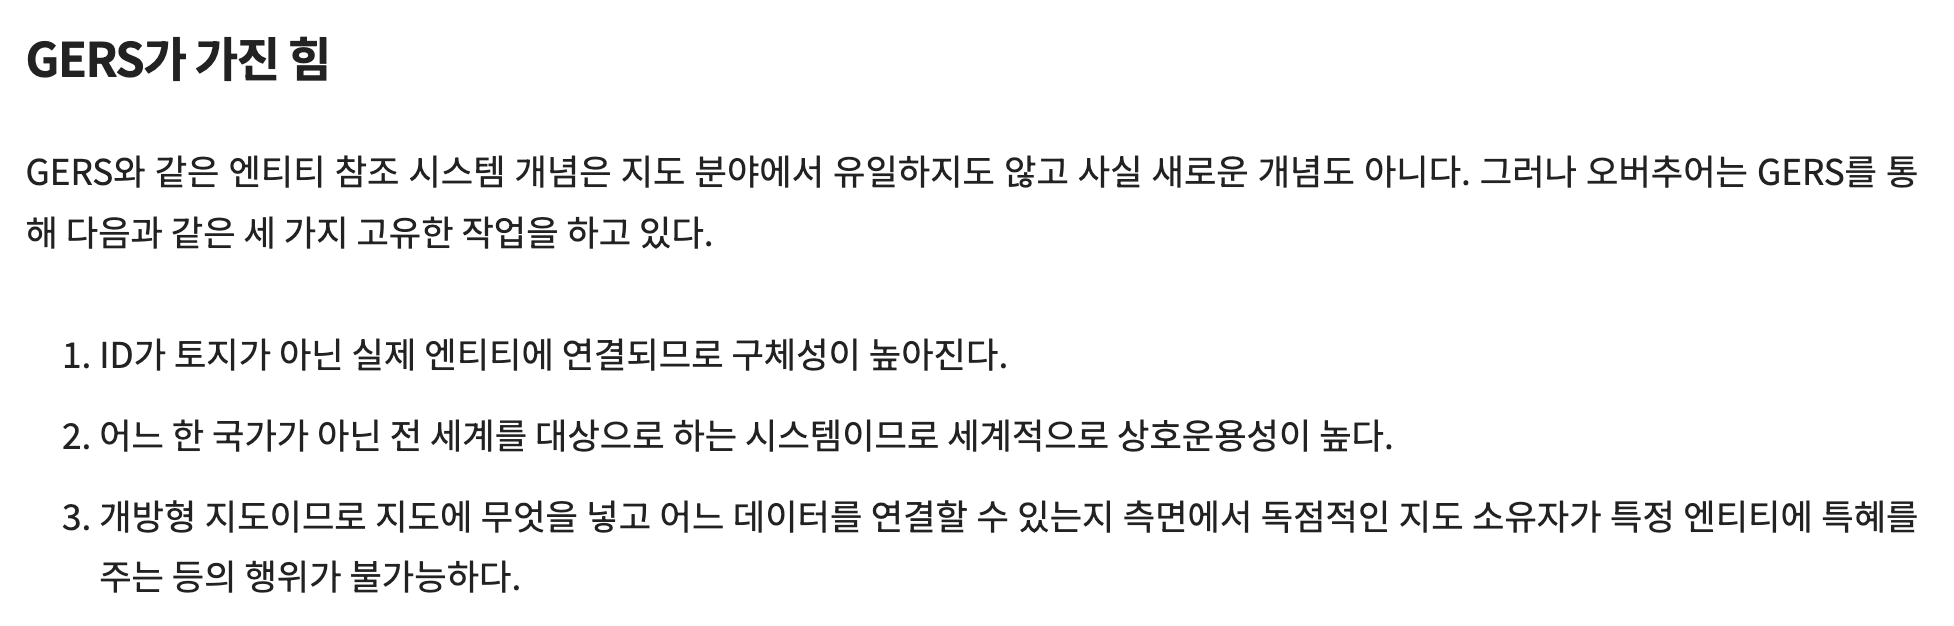 GERS가 가진 힘
GERS와 같은 엔티티 참조 시스템 개념은 지도 분야에서 유일하지도 않고 사실 새로운 개념도 아니다. 그러나 오버추어는 GERS를 통
해 다음과 같은 세 가지 고유한 작업을 하고 있다.
1. ID가 토지가 아닌 실제 엔티티에 연결되므로 구체성이 높아진다.
2. 어느 한 국가가 아닌 전 세계를 대상으로 하는 시스템이므로 세계적으로 상호운용성이 높다.
3. 개방형 지도이므로 지도에 무엇을 넣고 어느 데이터를 연결할 수 있는지 측면에서 독점적인 지도 소유자가 특정 엔티티에 특혜를
주는 등의 행위가 불가능하다.